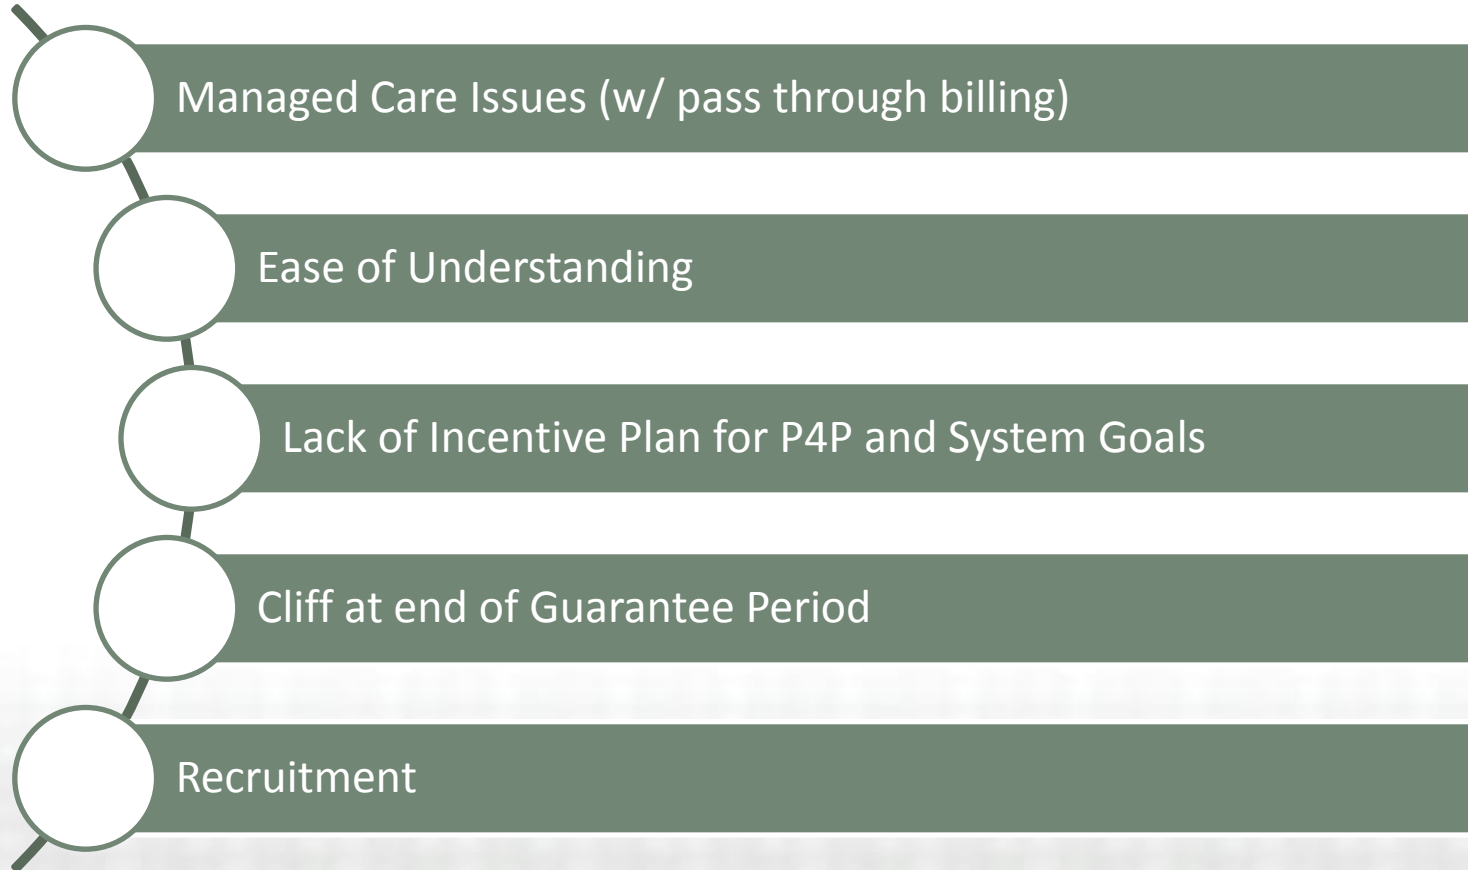 Managed Care Issues (w/ pass through billing)
Ease of Understanding
Lack of Incentive Plan for P4P and System Goals
Cliff at end of Guarantee Period
Recruitment